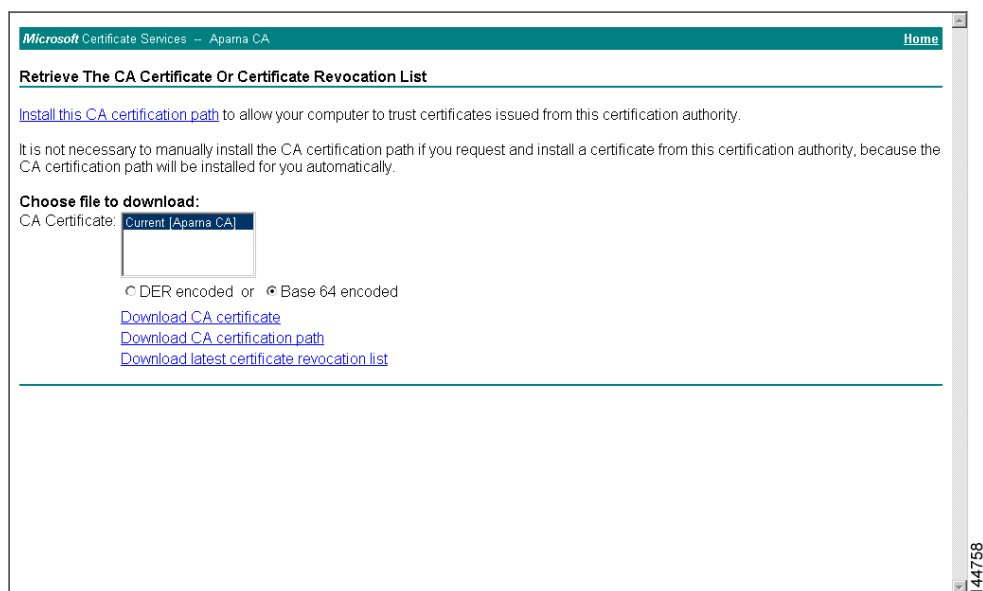 Microsoft Certificate Services -- Aparna CA Home
Retrieve The CA Certificate Or Certificate Revocation List
Install this CA certification path to allow your computer to trust certificates issued from this certification authority.
It is not necessary to manually install the CA certification path if you request and install a certificate from this certification authority, because the
CA certification path will be installed for you automatically.
Choose file to download:
CA Certificate: Current [Aparna CA]
DER encoded or Base 64 encoded
Download CA certificate
Download CA certification path
Download latest certificate revocation list
144758